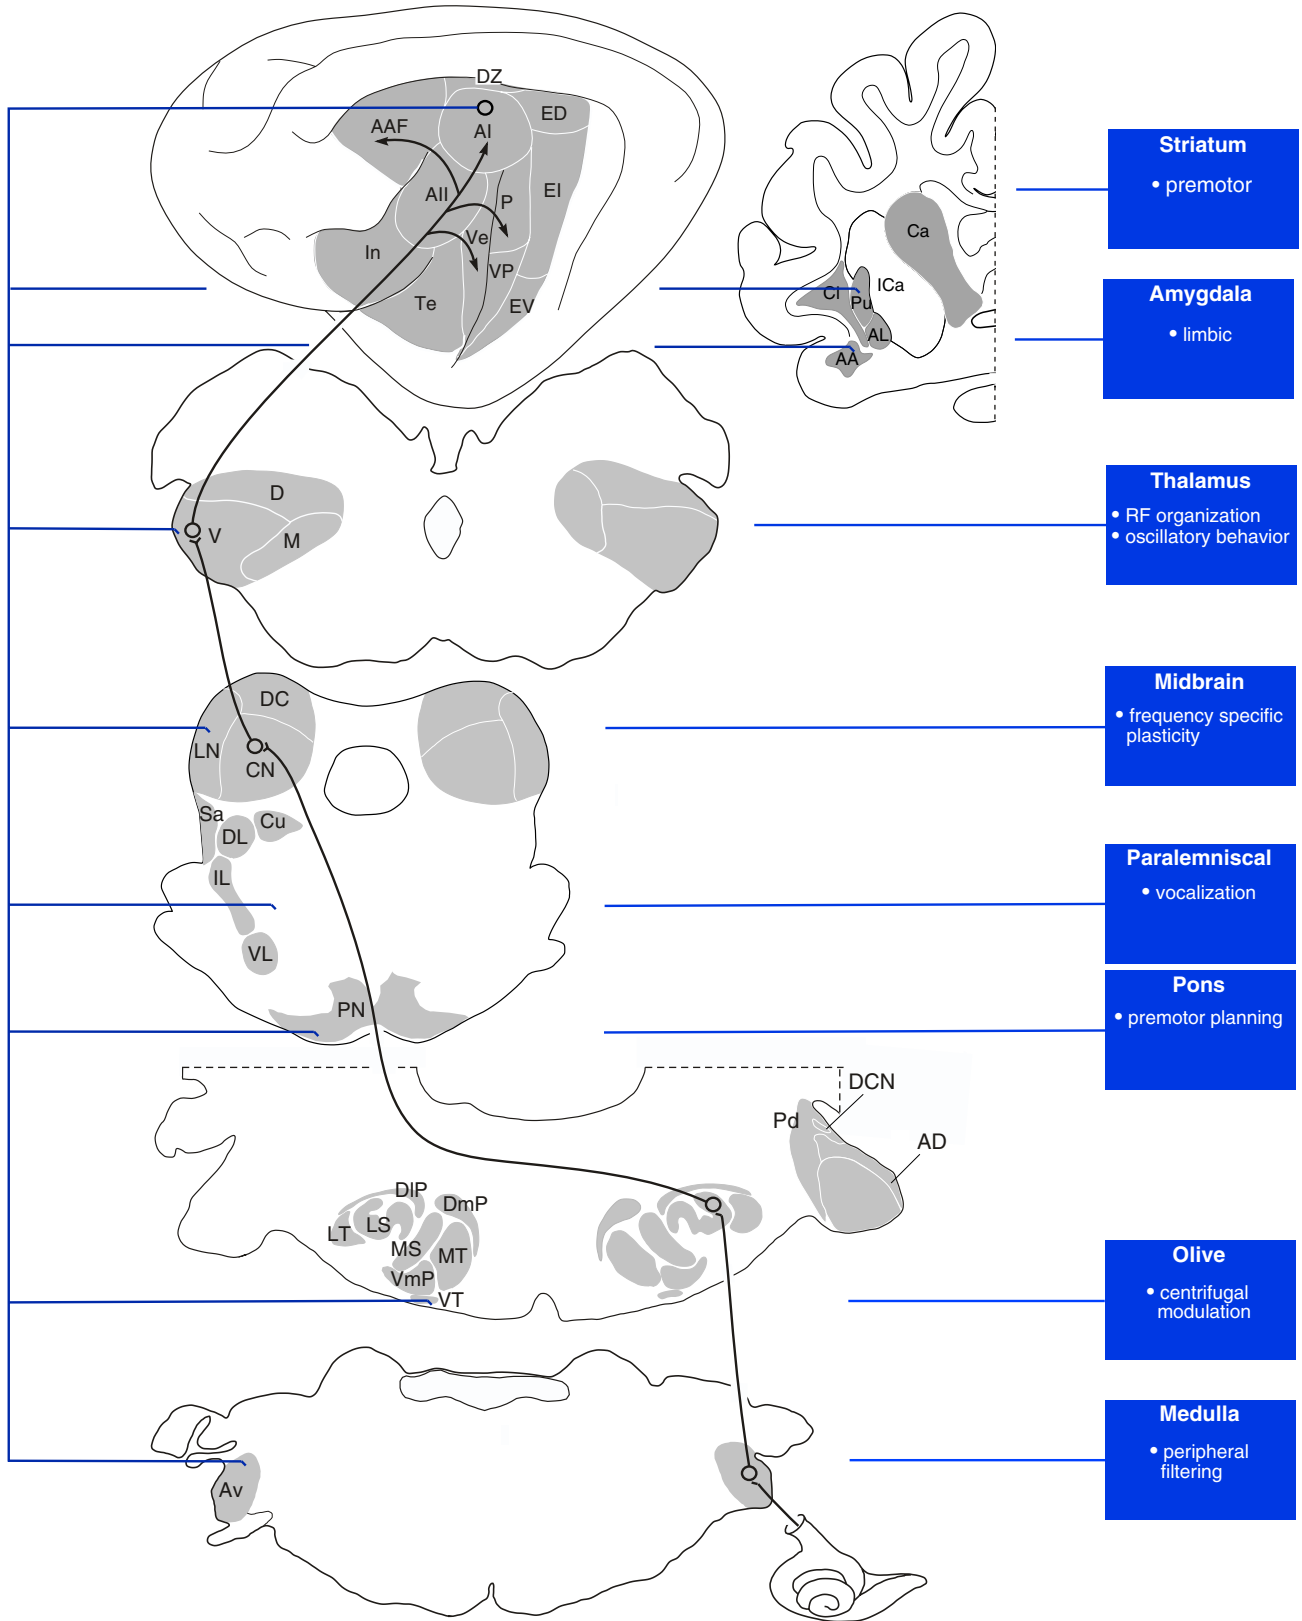 DZ
ED
AAF
AI
AII
EI
P
Ve
In
VP
Te
EV
Ca
ICa
Cl
Pu
AL
AA
Striatum
• premotor
Amygdala
• limbic
D
V
M
Thalamus
• RF organization
• oscillatory behavior
DC
LN
CN
Sa
DL
Cu
IL
VL
PN
Midbrain
• frequency specific
plasticity
Paralemniscal
• vocalization
Pons
• premotor planning
DCN
Pd
AD
DlP
DmP
LT
LS
MS
MT
VmP
VT
Olive
• centrifugal
modulation
Av
Medulla
• peripheral
filtering